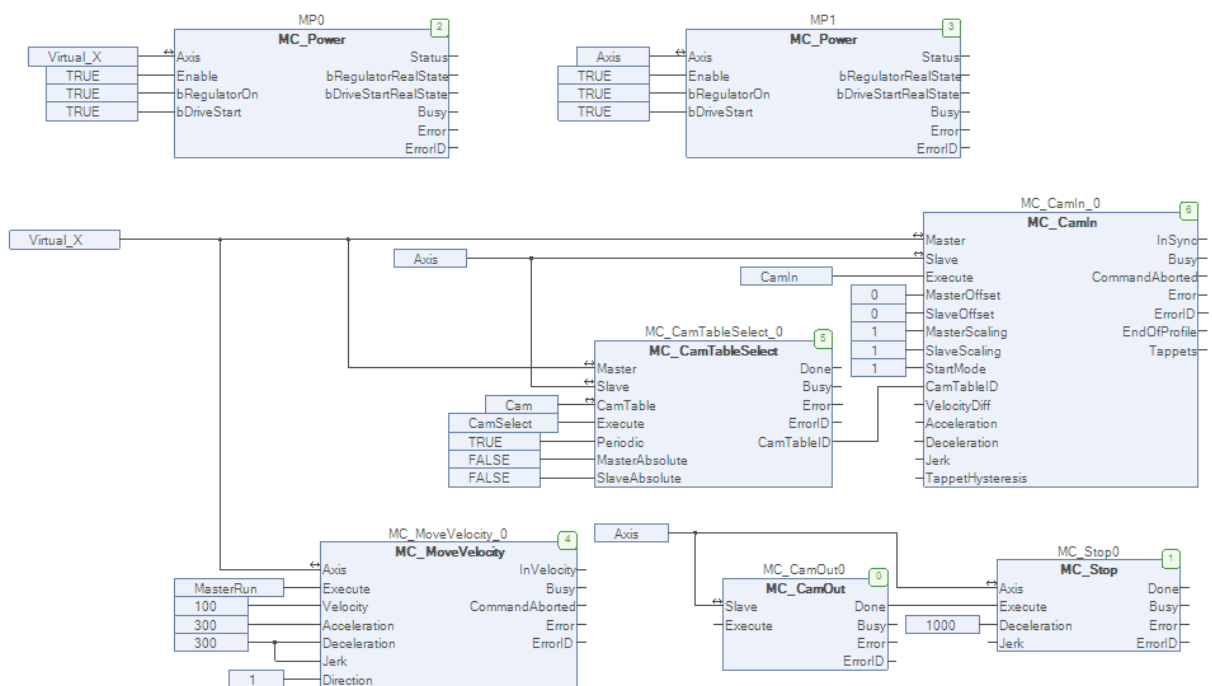 MP0
2
MC_Power
Virtual_X
Axis
Status
TRUE
Enable
bRegulatorRealState
TRUE
bRegulatorOn
bDriveStartRealState
TRUE
bDriveStart
Busy
Error
ErrorID
MP1
3
MC_Power
Axis
Axis
Status
TRUE
Enable
bRegulatorRealState
TRUE
bRegulatorOn
bDriveStartRealState
TRUE
bDriveStart
Busy
Error
ErrorID
MC_CamIn_0
6
MC_CamIn
Virtual_X
Master
InSync
Axis
Slave
Busy
CamIn
Execute
CommandAborted
0
MasterOffset
Error
0
SlaveOffset
ErrorID
1
MasterScaling
EndOfProfile
1
SlaveScaling
Tappets
1
StartMode
CamTableID
VelocityDiff
Acceleration
Deceleration
Jerk
TappetHysteresis
MC_CamTableSelect_0
5
MC_CamTableSelect
Master
Done
Slave
Busy
Cam
CamTable
Error
CamSelect
Execute
ErrorID
TRUE
Periodic
CamTableID
FALSE
MasterAbsolute
FALSE
SlaveAbsolute
MC_MoveVelocity_0
4
MC_MoveVelocity
Axis
InVelocity
MasterRun
Execute
Busy
100
Velocity
CommandAborted
300
Acceleration
Error
300
Deceleration
ErrorID
Jerk
1
Direction
Axis
MC_CamOut0
0
MC_CamOut
Slave
Done
Execute
Busy
Error
ErrorID
MC_Stop0
1
MC_Stop
Axis
Done
Execute
Busy
1000
Deceleration
Error
Jerk
ErrorID